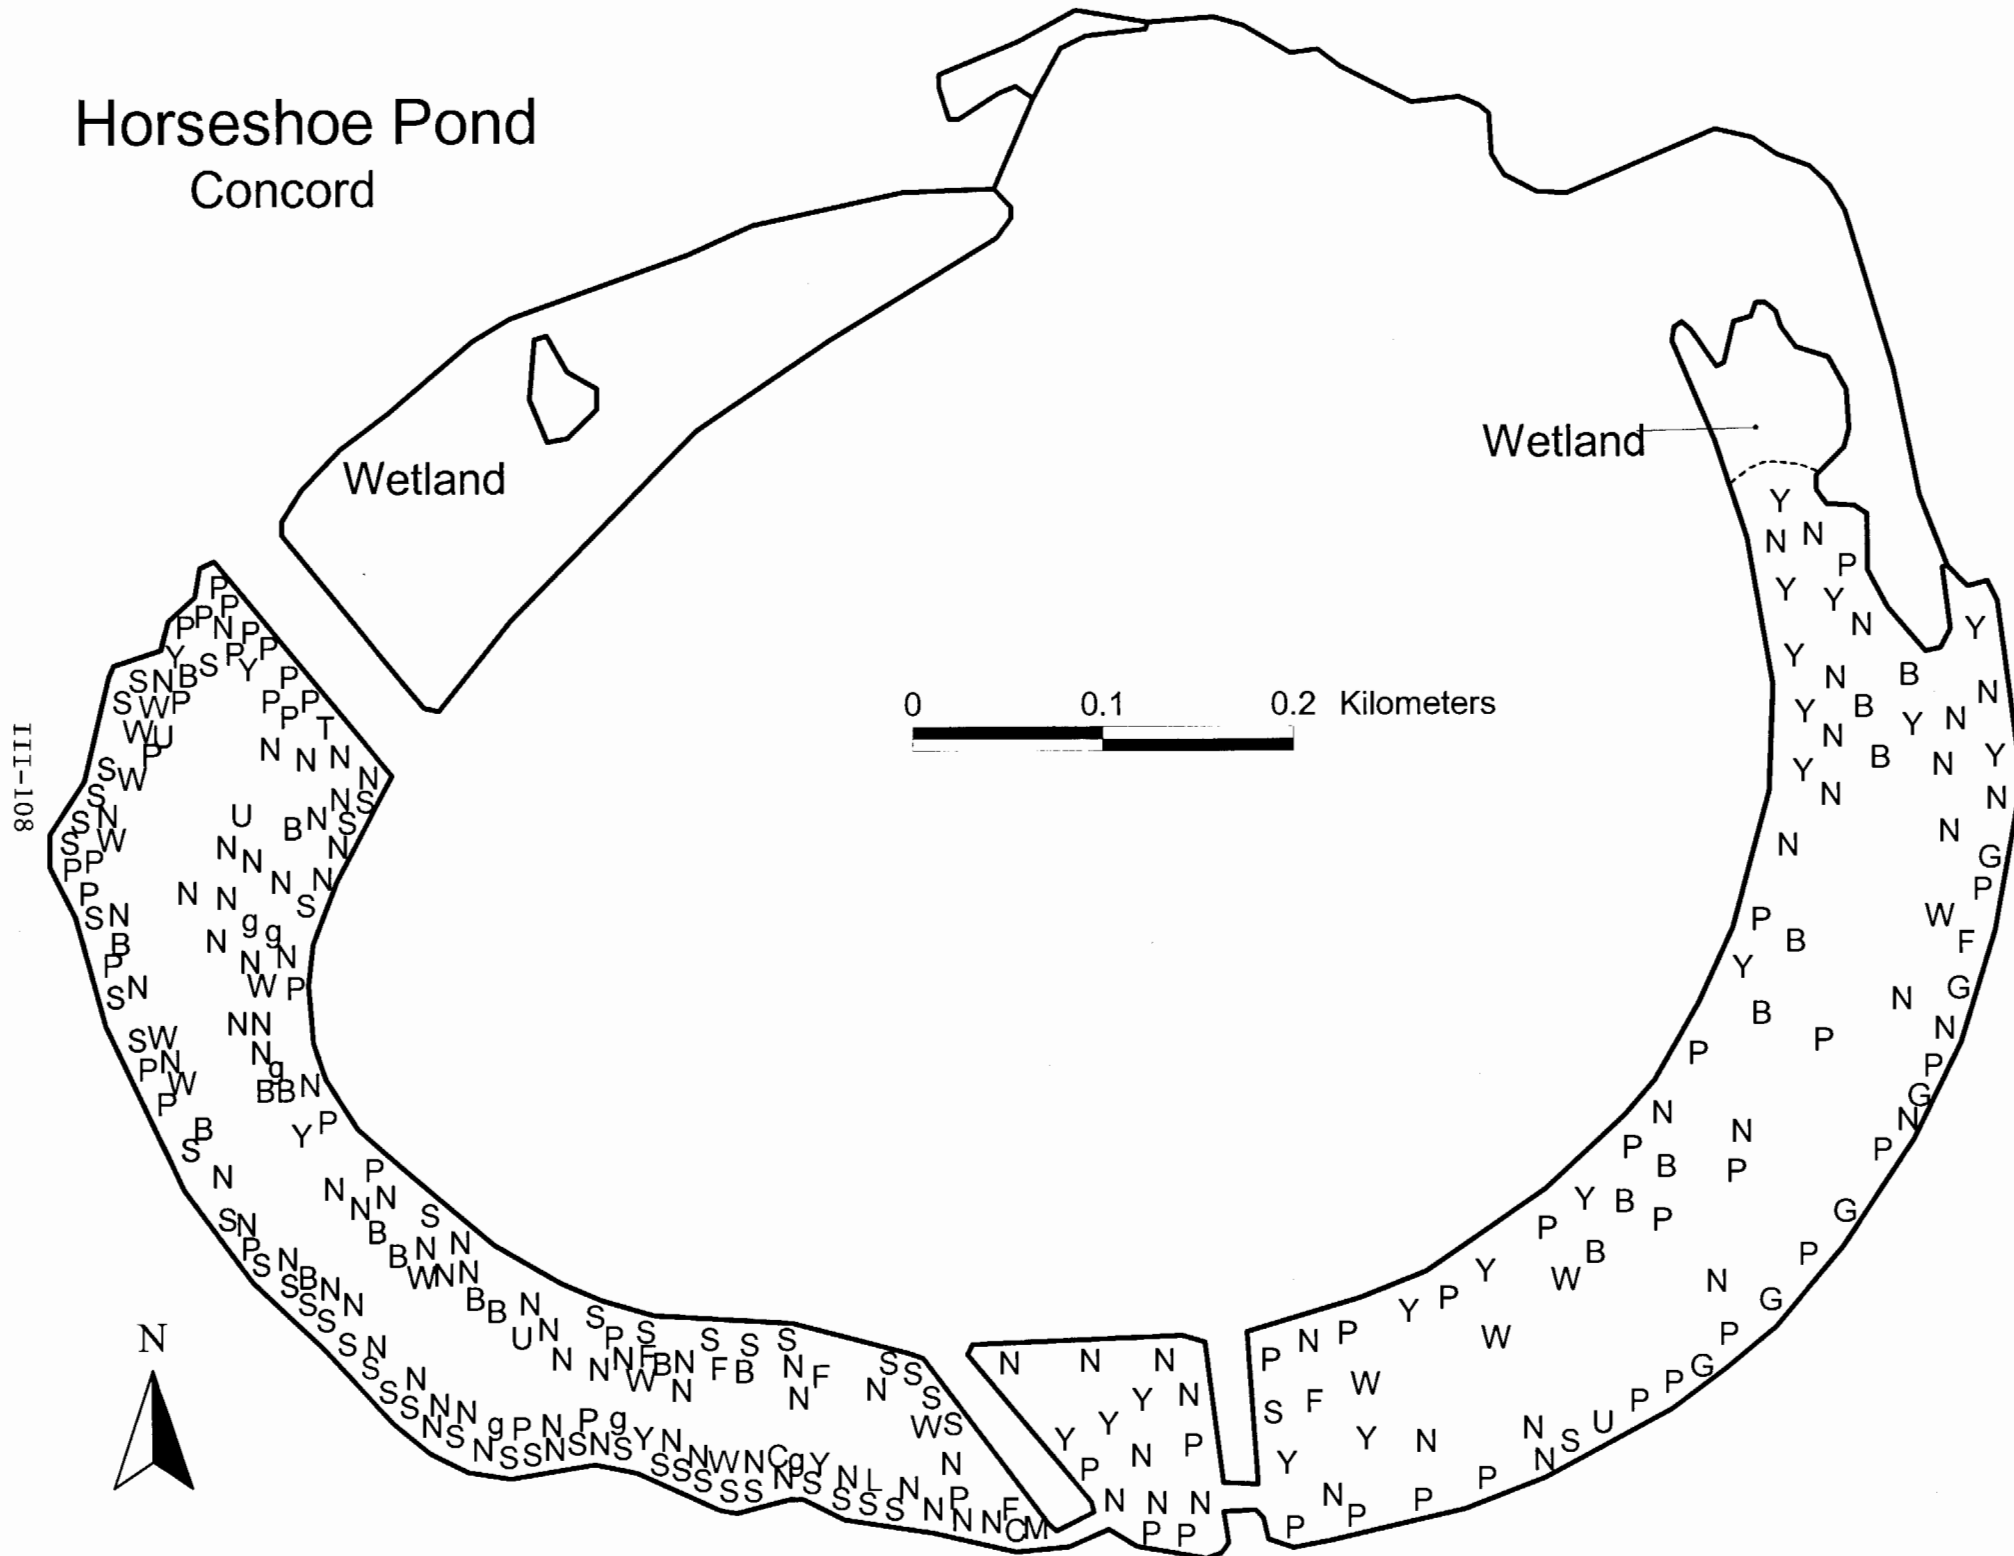 Horseshoe Pond
Concord
Wetland
Wetland
0 0.1 0.2 Kilometers
III-108
N
P
P
P P N P
Y S P Y P
S N B P
S W P P P P
W U T
P N N N
S W N
S N S
S N U B N S
S W N N N
P P N N
P N N S
S N g g
B N N N
P W P
S N
S W N N
P N N
W g
P B B N
B Y P
S
N P
N N N
S N B S
P B N N
S N W N N
S B N N B B
S N U N
S S P S S S S
S N N N N F B N F B N F
S N W N N
S N N N S S S
S N N g P N P g Y N W S
N S N S S N S N S N W N C g Y N
S S S S S N S N L N P F
S S S N N N C M
N N N
Y N
Y Y
P N P
N N N
P P
Y
N N
P
Y Y
N Y
Y N B N
Y B Y N
N B N Y
Y N N
N N G
P P
B W F
Y G
B N N
P P P
G
N N N
P B P P
Y B P G
P B P
Y W N G
Y P P
P N P W G
S F W P P
Y Y N N S U
N P
P N P P